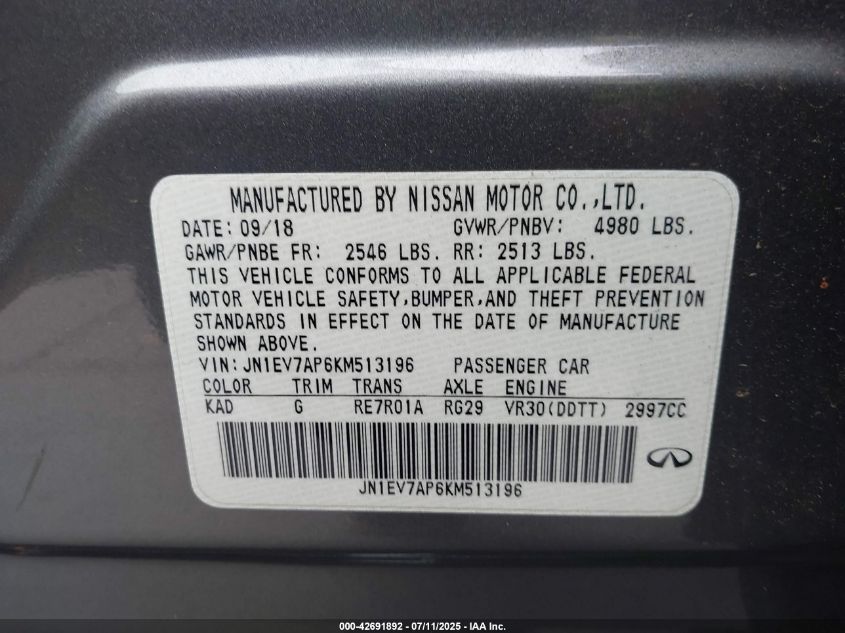 MANUFACTURED BY NISSAN MOTOR CO.,LTD.
DATE: 09/18 GVWR/PNBV: 4980 LBS.
GAWR/PNBE FR: 2546 LBS. RR: 2513 LBS.
THIS VEHICLE CONFORMS TO ALL APPLICABLE FEDERAL
MOTOR VEHICLE SAFETY,BUMPER,AND THEFT PREVENTION
STANDARDS IN EFFECT ON THE DATE OF MANUFACTURE
SHOWN ABOVE.
VIN:JN1EV7AP6KM513196 PASSENGER CAR
COLOR TRIM TRANS AXLE ENGINE
KAD G RE7R01A RG29 VR30(DDTT) 2997CC
JN1EV7AP6KM513196
000-42691892 - 07/11/2025 - IAA Inc.